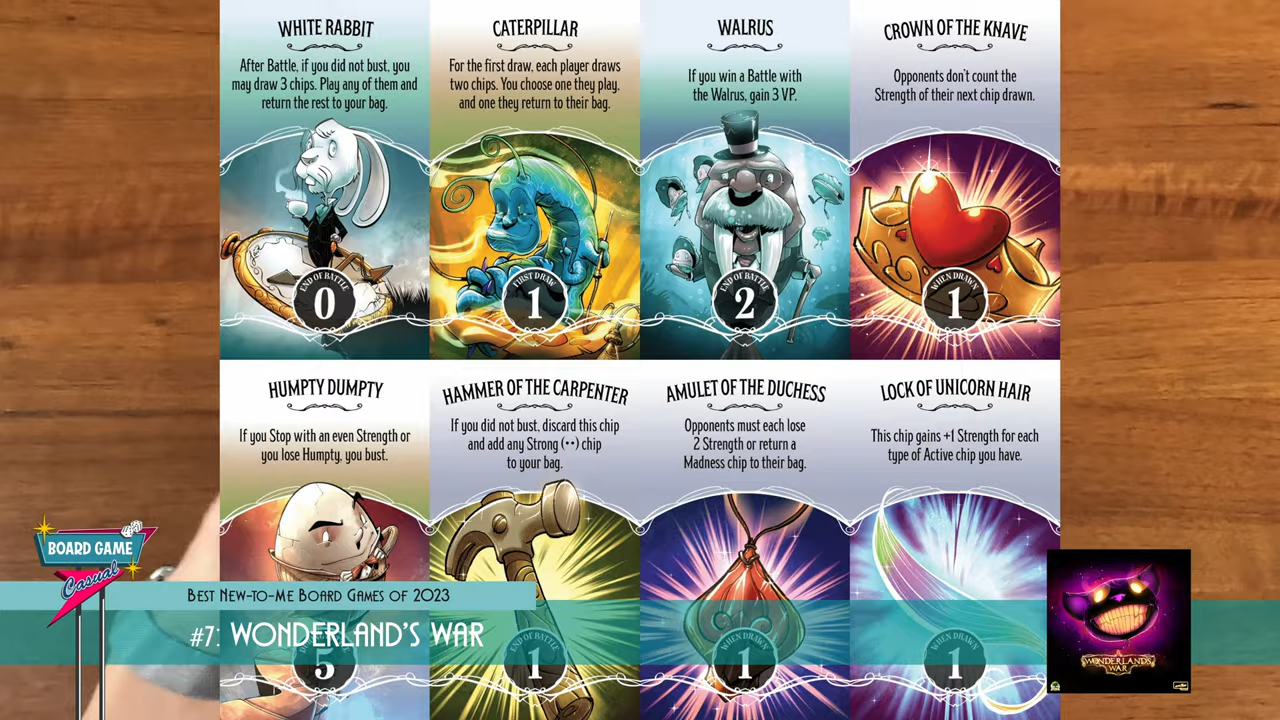 WHITE RABBIT
After Battle, if you did not bust, you
may draw 3 chips. Play any of them and
return the rest to your bag.
END OF BATTLE
0
CATERPILLAR
For the first draw, each player draws
two chips. You choose one they play,
and one they return to their bag.
FIRST DRAW
1
WALRUS
If you win a Battle with
the Walrus, gain 3 VP.
END OF BATTLE
2
CROWN OF THE KNAVE
Opponents don't count the
Strength of their next chip drawn.
WHEN DRAWN
1
HUMPTY DUMPTY
If you Stop with an even Strength or
you lose Humpty, you bust.
5
HAMMER OF THE CARPENTER
If you did not bust, discard this chip
and add any Strong (••) chip
to your bag.
END OF BATTLE
1
AMULET OF THE DUCHESS
Opponents must each lose
2 Strength or return a
Madness chip to their bag.
WHEN DRAWN
1
LOCK OF UNICORN HAIR
This chip gains +1 Strength for each
type of Active chip you have.
WHEN DRAWN
1
BOARD GAME
Casual
BEST NEW-TO-ME BOARD GAMES OF 2023
#7: WONDERLAND'S WAR
WONDERLAND'S
WAR